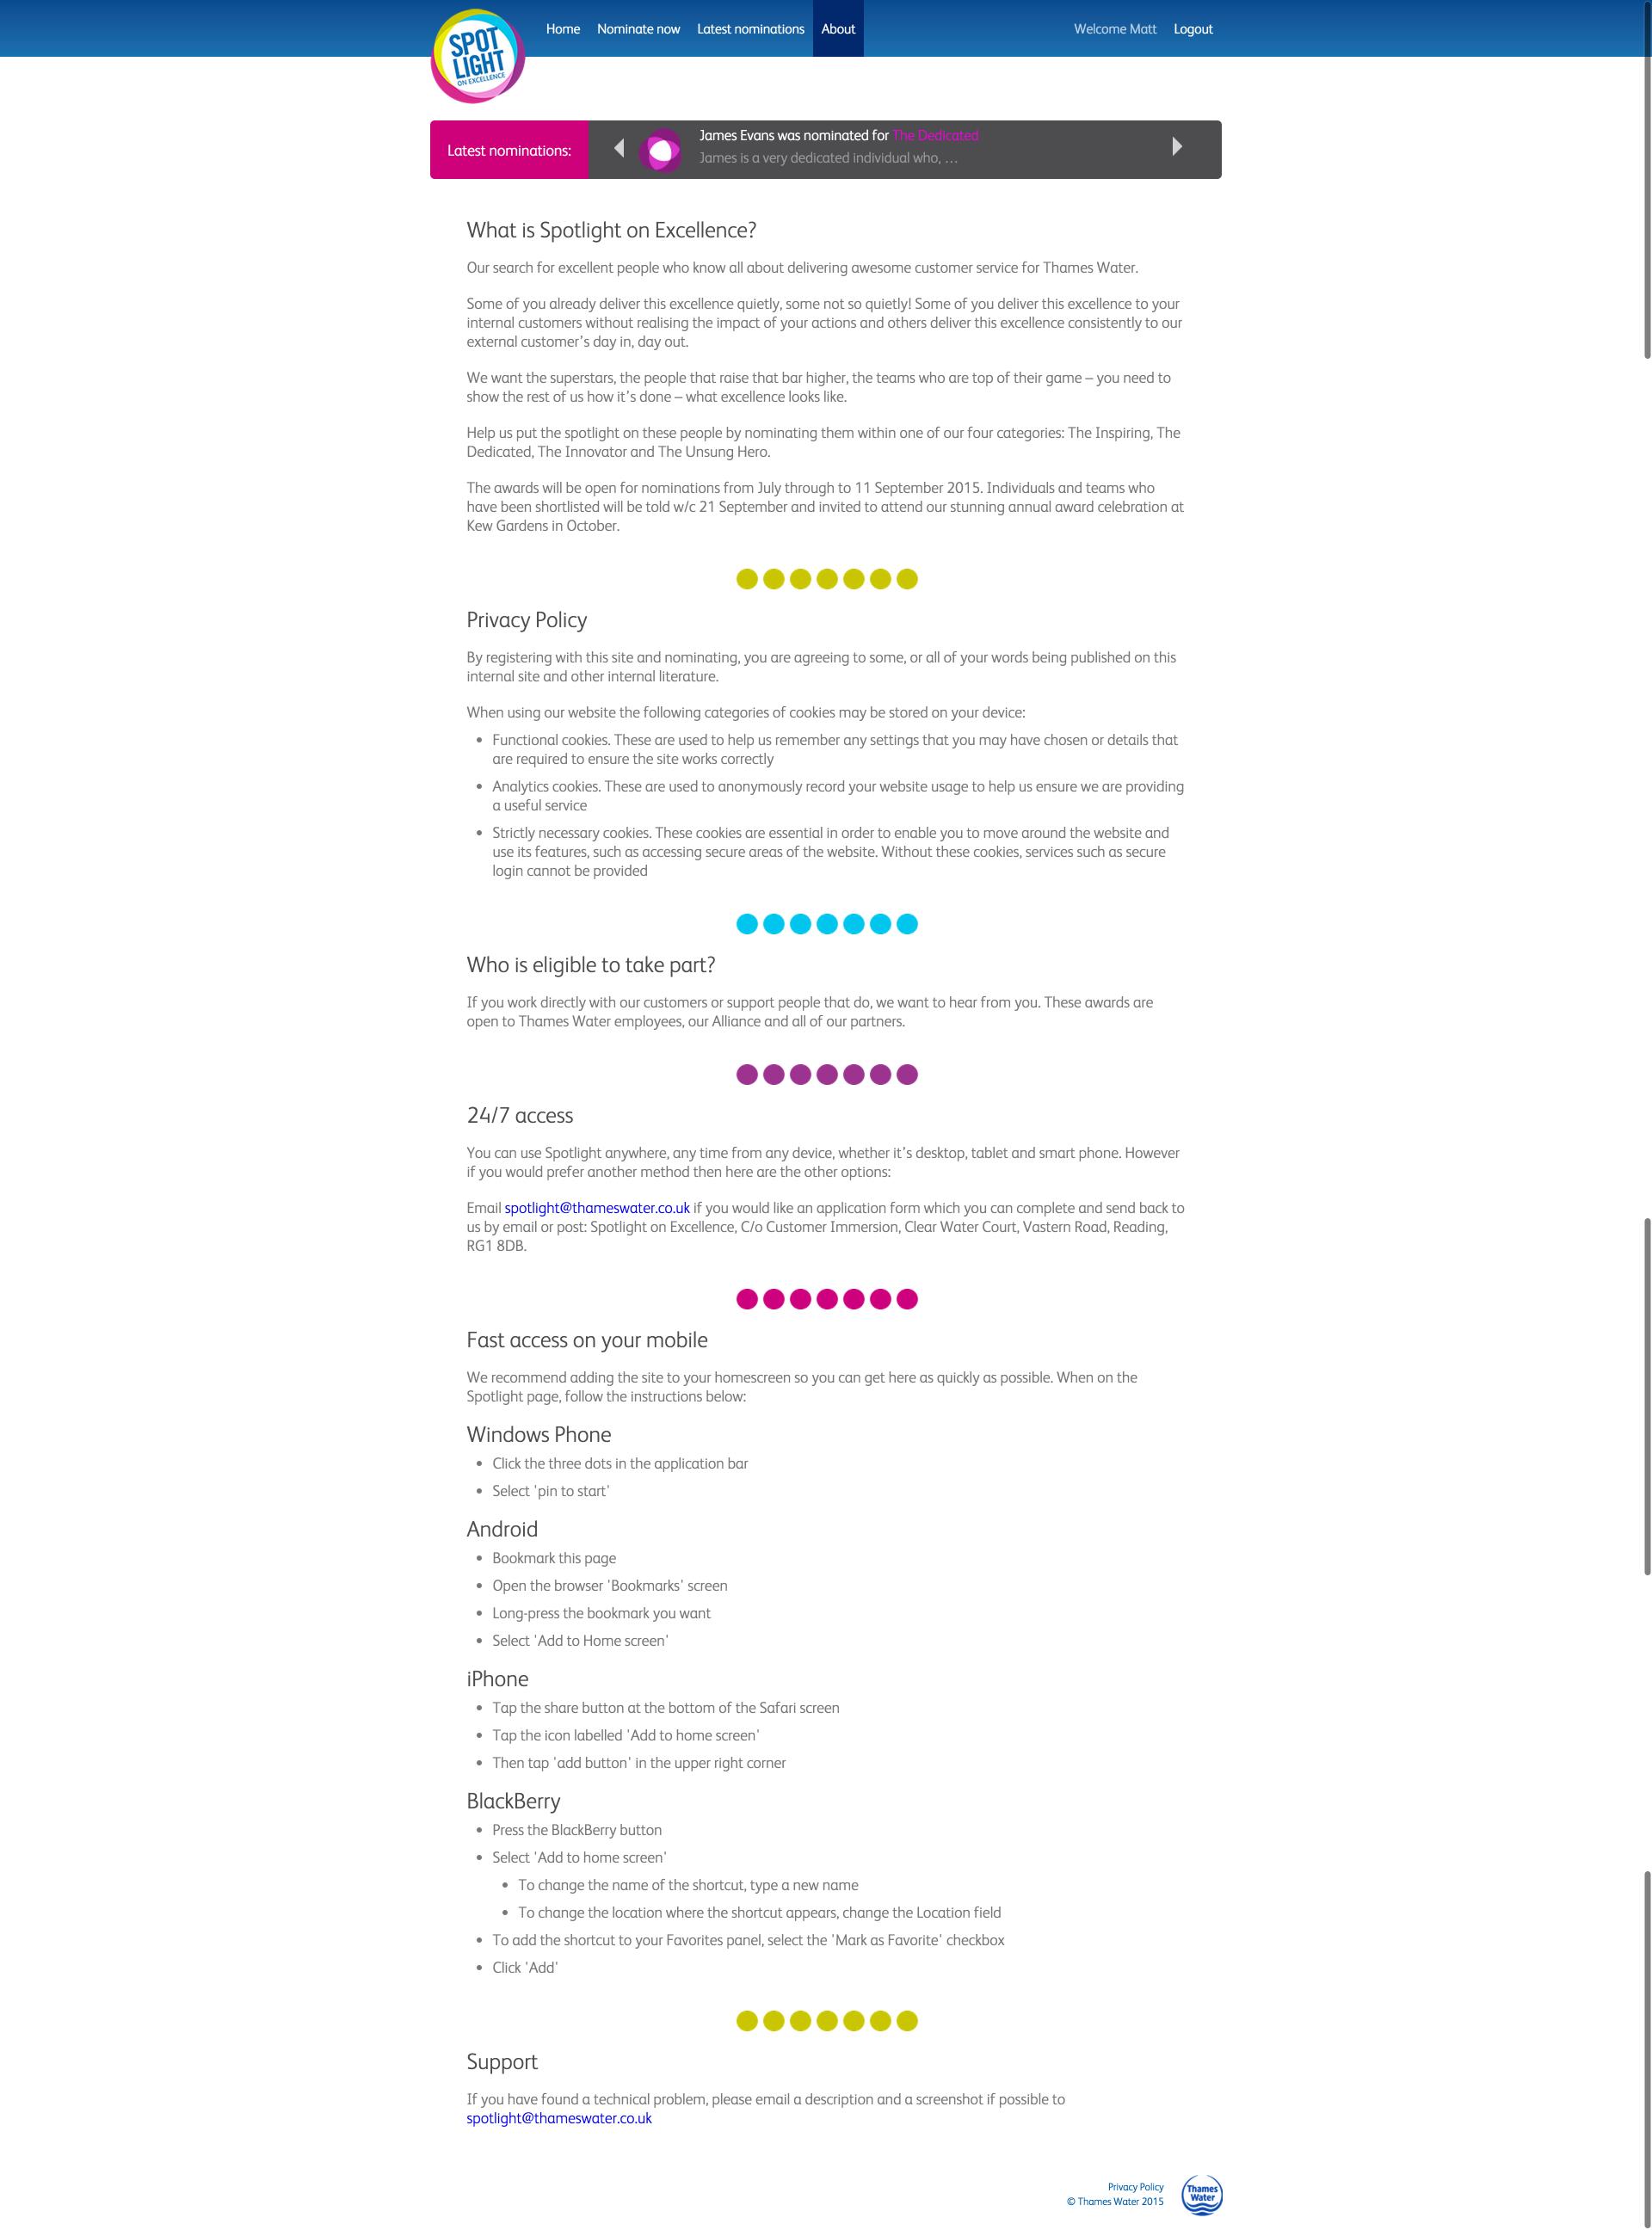 SPOT
LIGHT
ON EXCELLENCE
Home Nominate now Latest nominations About Welcome Matt Logout
Latest nominations:
James Evans was nominated for The Dedicated
James is a very dedicated individual who, ...
What is Spotlight on Excellence?
Our search for excellent people who know all about delivering awesome customer service for Thames Water.
Some of you already deliver this excellence quietly, some not so quietly! Some of you deliver this excellence to your
internal customers without realising the impact of your actions and others deliver this excellence consistently to our
external customer's day in, day out.
We want the superstars, the people that raise that bar higher, the teams who are top of their game – you need to
show the rest of us how it's done – what excellence looks like.
Help us put the spotlight on these people by nominating them within one of our four categories: The Inspiring, The
Dedicated, The Innovator and The Unsung Hero.
The awards will be open for nominations from July through to 11 September 2015. Individuals and teams who
have been shortlisted will be told w/c 21 September and invited to attend our stunning annual award celebration at
Kew Gardens in October.
Privacy Policy
By registering with this site and nominating, you are agreeing to some, or all of your words being published on this
internal site and other internal literature.
When using our website the following categories of cookies may be stored on your device:
• Functional cookies. These are used to help us remember any settings that you may have chosen or details that
are required to ensure the site works correctly
• Analytics cookies. These are used to anonymously record your website usage to help us ensure we are providing
a useful service
• Strictly necessary cookies. These cookies are essential in order to enable you to move around the website and
use its features, such as accessing secure areas of the website. Without these cookies, services such as secure
login cannot be provided
Who is eligible to take part?
If you work directly with our customers or support people that do, we want to hear from you. These awards are
open to Thames Water employees, our Alliance and all of our partners.
24/7 access
You can use Spotlight anywhere, any time from any device, whether it's desktop, tablet and smart phone. However
if you would prefer another method then here are the other options:
Email spotlight@thameswater.co.uk if you would like an application form which you can complete and send back to
us by email or post: Spotlight on Excellence, C/o Customer Immersion, Clear Water Court, Vastern Road, Reading,
RG1 8DB.
Fast access on your mobile
We recommend adding the site to your homescreen so you can get here as quickly as possible. When on the
Spotlight page, follow the instructions below:
Windows Phone
• Click the three dots in the application bar
• Select 'pin to start'
Android
• Bookmark this page
• Open the browser 'Bookmarks' screen
• Long-press the bookmark you want
• Select 'Add to Home screen'
iPhone
• Tap the share button at the bottom of the Safari screen
• Tap the icon labelled 'Add to home screen'
• Then tap 'add button' in the upper right corner
BlackBerry
• Press the BlackBerry button
• Select 'Add to home screen'
• To change the name of the shortcut, type a new name
• To change the location where the shortcut appears, change the Location field
• To add the shortcut to your Favorites panel, select the 'Mark as Favorite' checkbox
• Click 'Add'
Support
If you have found a technical problem, please email a description and a screenshot if possible to
spotlight@thameswater.co.uk
Privacy Policy
© Thames Water 2015
Thames
Water